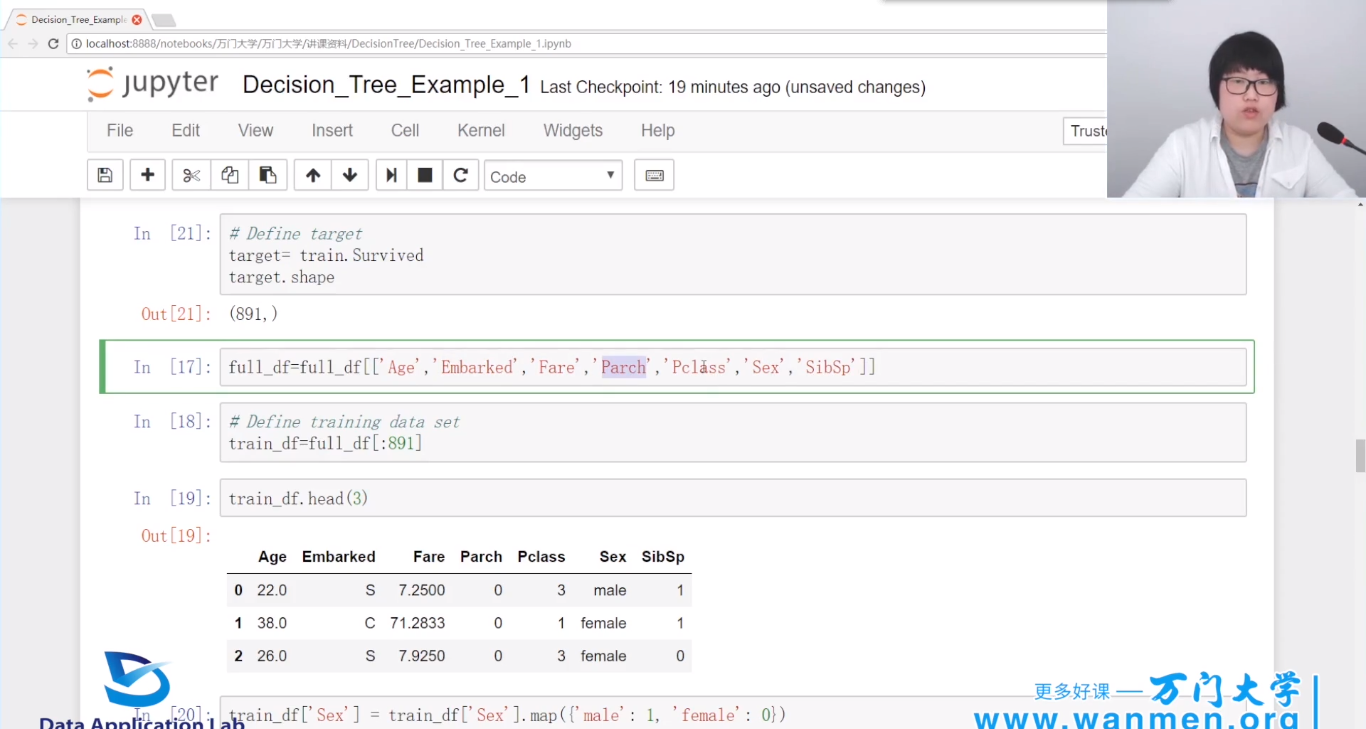 Decision_Tree_Example
localhost:8888/notebooks/万门大学/万门大学/讲课资料/DecisionTree/Decision_Tree_Example_1.ipynb
jupyter Decision_Tree_Example_1 Last Checkpoint: 19 minutes ago (unsaved changes)
File Edit View Insert Cell Kernel Widgets Help Truste
Code
In [21]: # Define target
target= train.Survived
target.shape
Out[21]: (891,)
In [17]: full_df=full_df[['Age','Embarked','Fare','Parch','Pclass','Sex','SibSp']]
In [18]: # Define training data set
train_df=full_df[:891]
In [19]: train_df.head(3)
Out[19]:
Age Embarked Fare Parch Pclass Sex SibSp
0 22.0 S 7.2500 0 3 male 1
1 38.0 C 71.2833 0 1 female 1
2 26.0 S 7.9250 0 3 female 0
更多好课 — 万门大学
In [20]: train_df['Sex'] = train_df['Sex'].map({'male': 1, 'female': 0})
Data Application Lab
www.wanmen.org